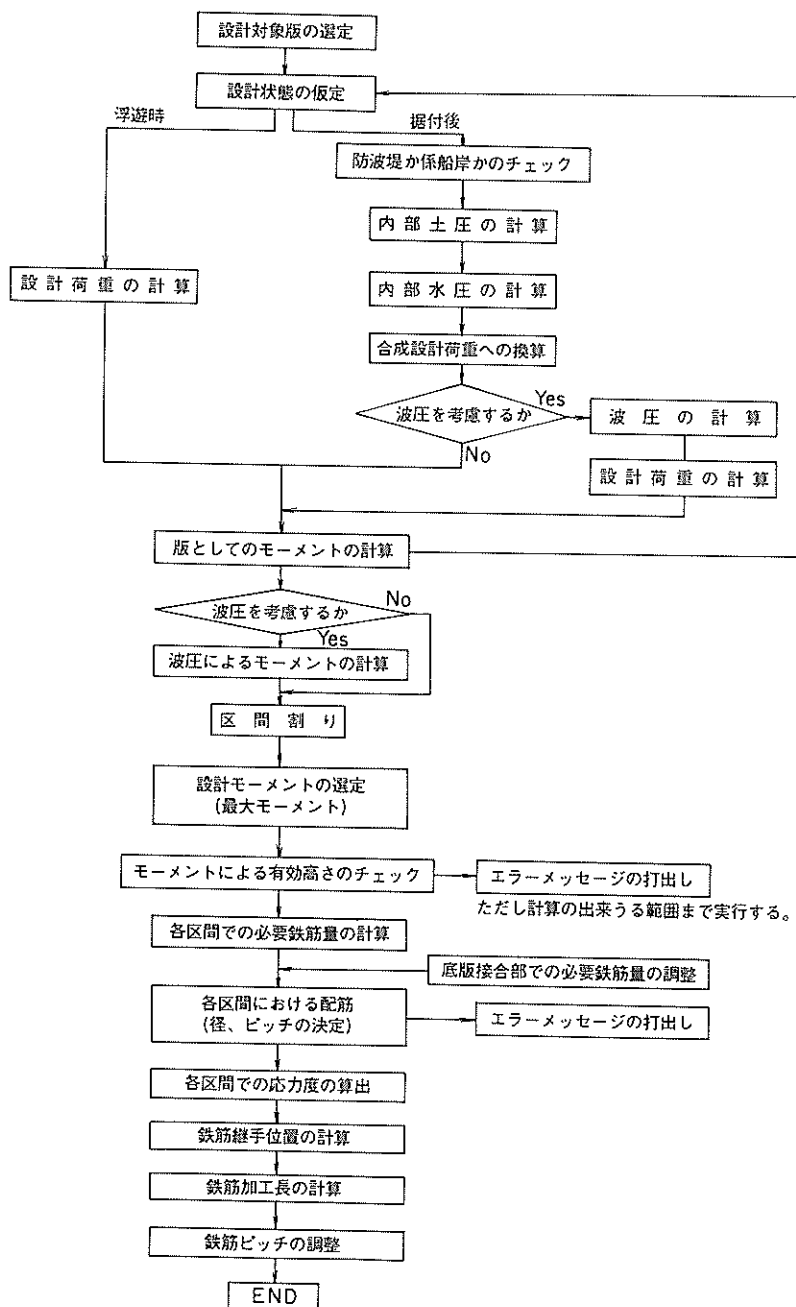 設計対象版の選定
設計状態の仮定
浮遊時
据付後
防波堤か係船岸かのチェック
内部土圧の計算
設計荷重の計算
内部水圧の計算
合成設計荷重への換算
波圧を考慮するか
Yes
波圧の計算
No
設計荷重の計算
版としてのモーメントの計算
波圧を考慮するか
No
Yes
波圧によるモーメントの計算
区間割り
設計モーメントの選定
(最大モーメント)
モーメントによる有効高さのチェック
エラーメッセージの打出し
ただし計算の出来うる範囲まで実行する。
各区間での必要鉄筋量の計算
底版接合部での必要鉄筋量の調整
各区間における配筋
(径、ピッチの決定)
エラーメッセージの打出し
各区間での応力度の算出
鉄筋継手位置の計算
鉄筋加工長の計算
鉄筋ピッチの調整
END